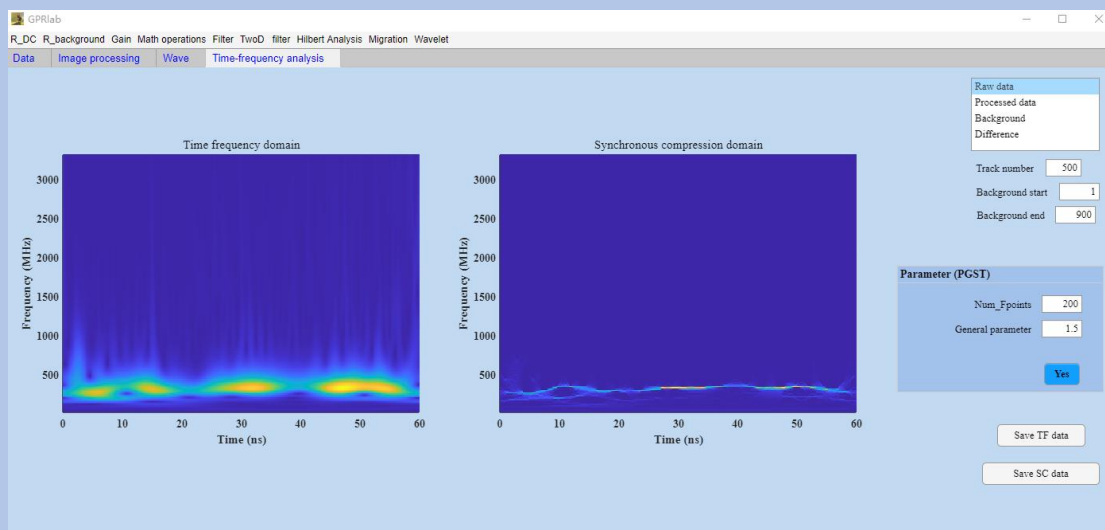 GPRlab
R_DC R_background Gain Math operations Filter TwoD filter Hilbert Analysis Migration Wavelet
Data Image processing Wave Time-frequency analysis
Raw data
Processed data
Background
Difference
Track number 500
Background start 1
Background end 900
Time frequency domain
3000
2500
2000
1500
1000
500
Frequency (MHz)
0 10 20 30 40 50 60
Time (ns)
Synchronous compression domain
3000
2500
2000
1500
1000
500
Frequency (MHz)
0 10 20 30 40 50 60
Time (ns)
Parameter (PGST)
Num_Fpoints 200
General parameter 1.5
Yes
Save TF data
Save SC data